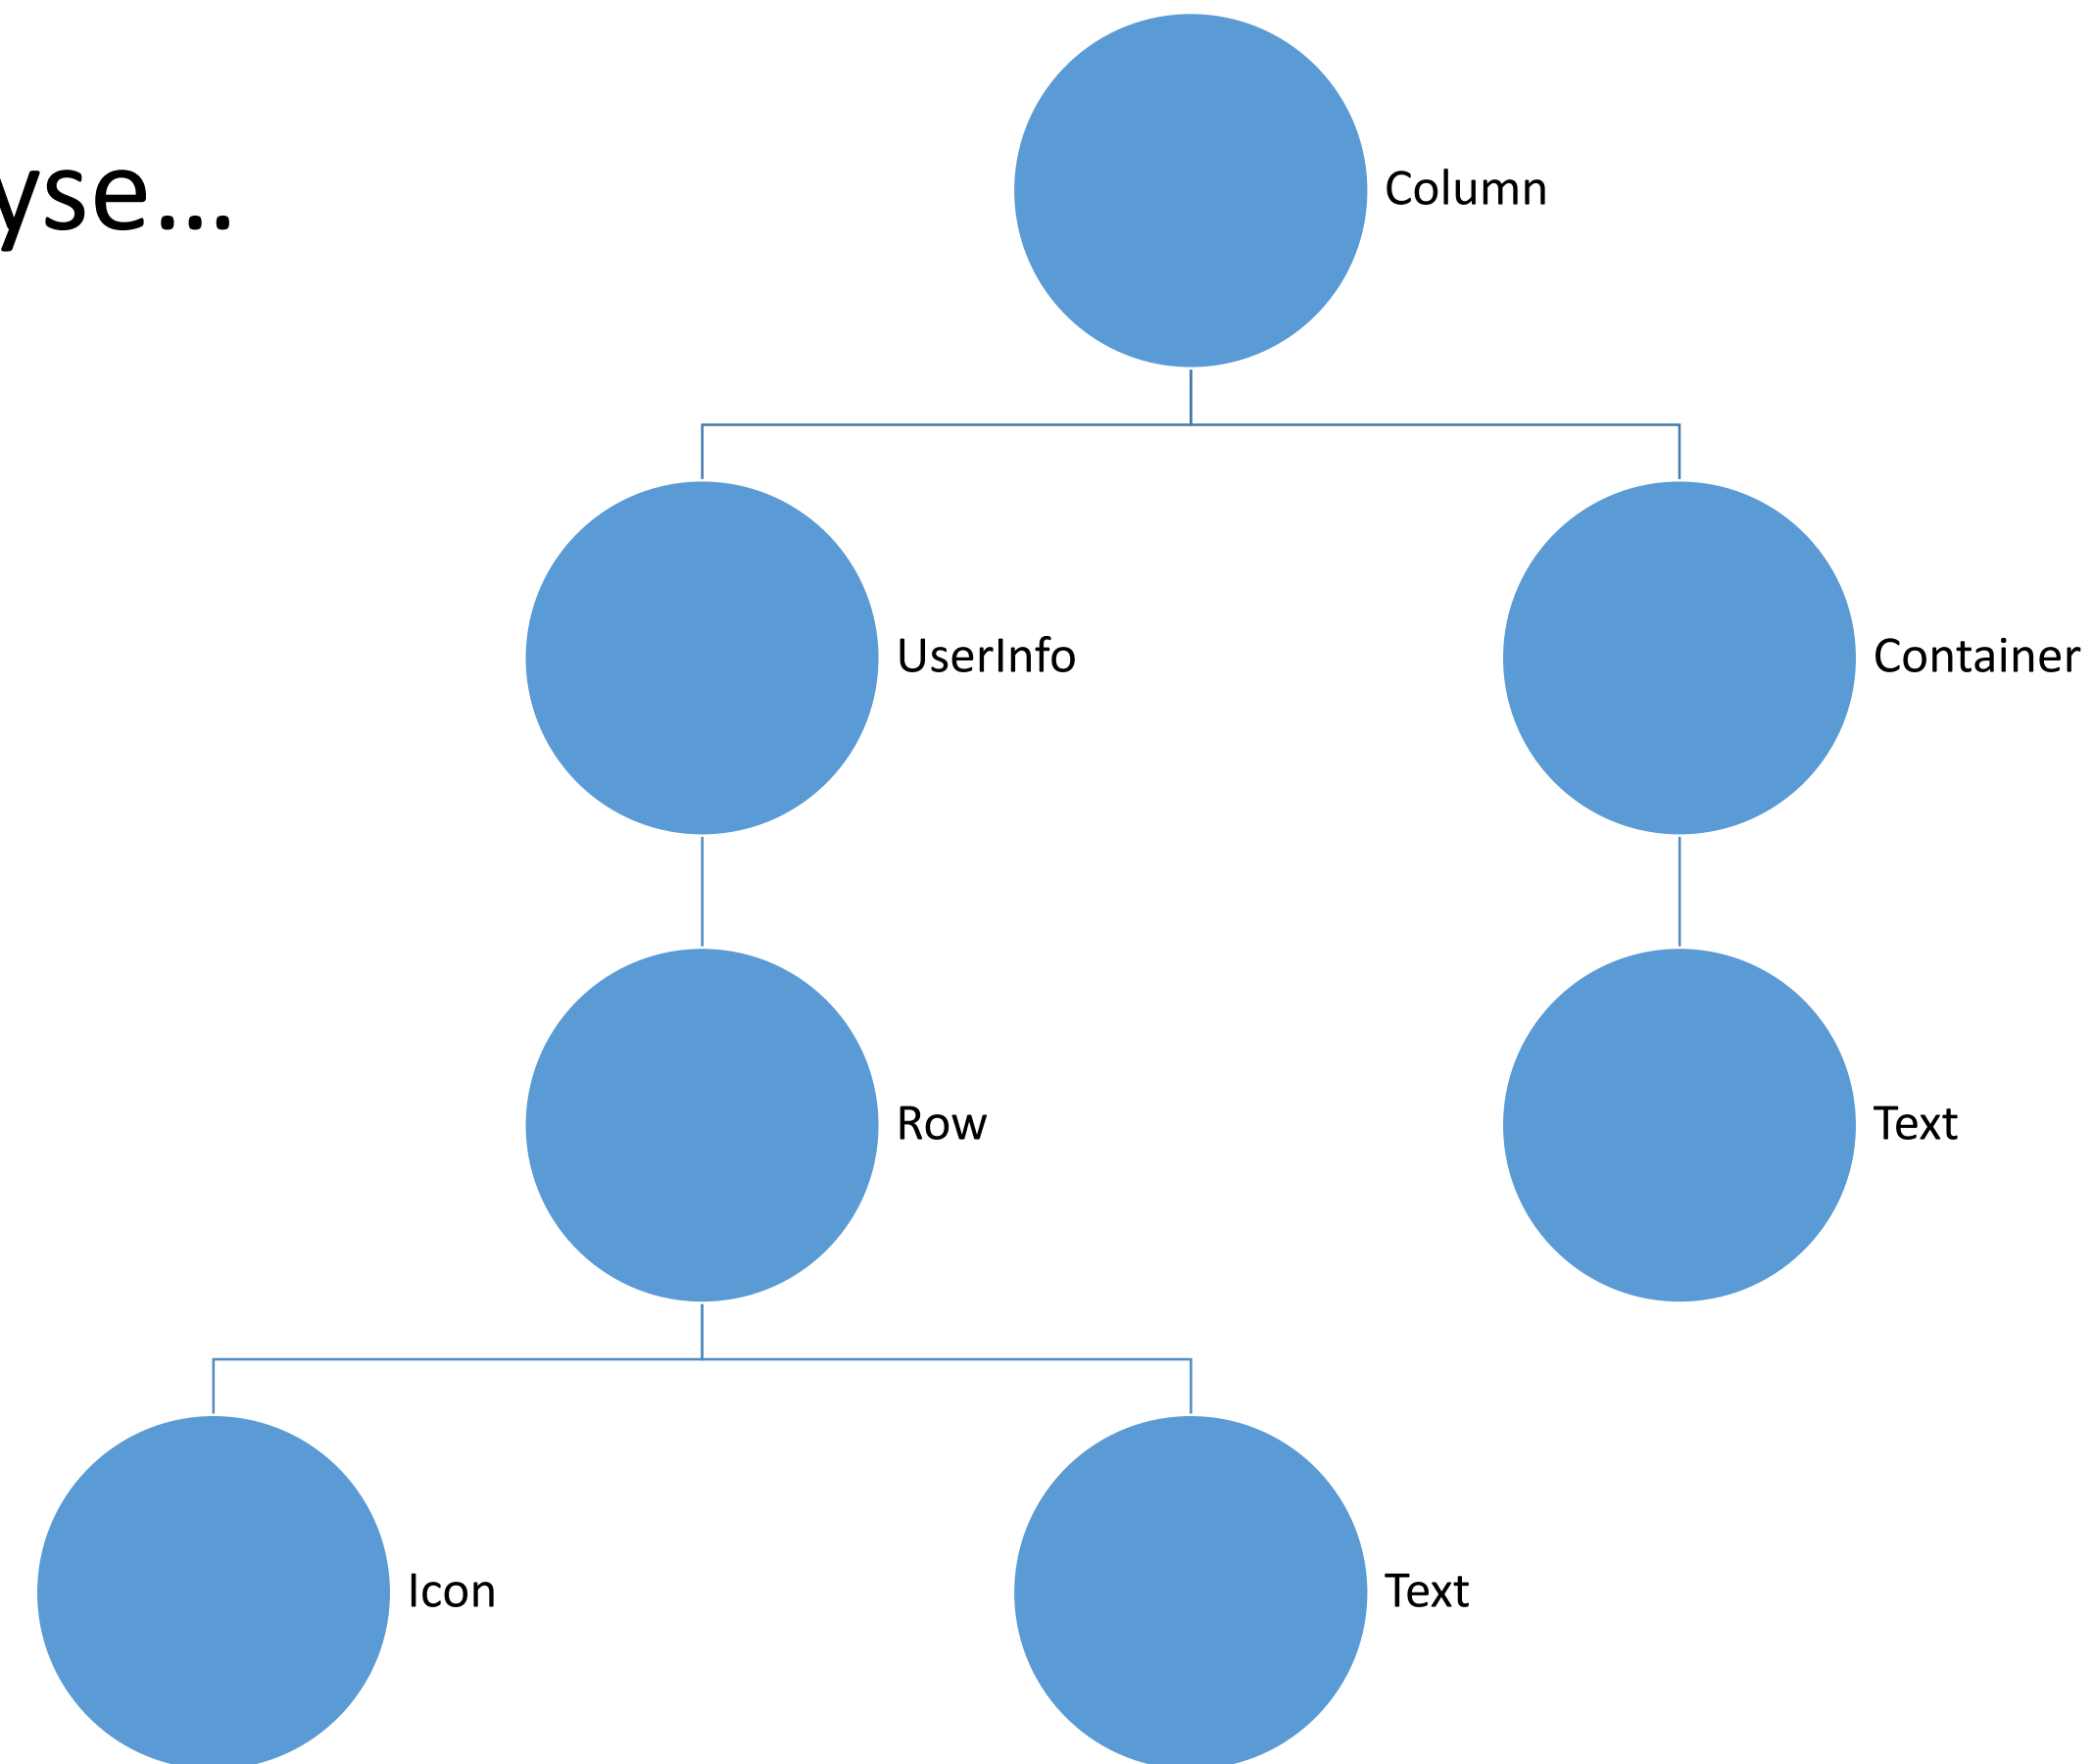 yse....
Column
UserInfo
Container
Row
Text
Icon
Text